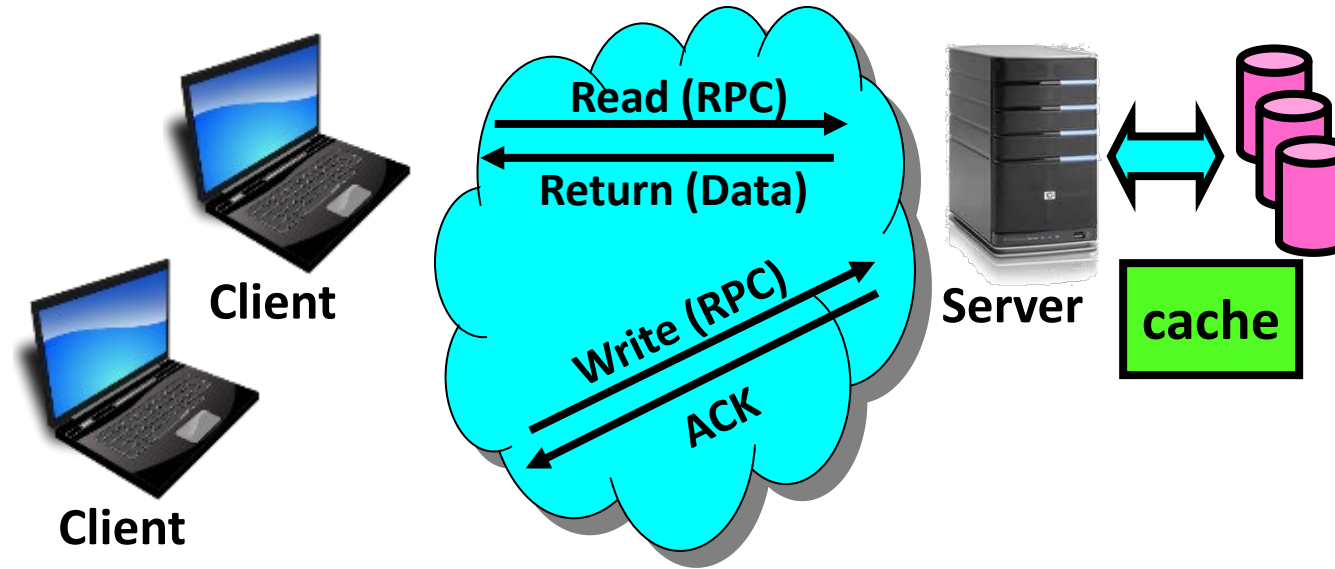 Read (RPC)
Return (Data)
Client
Server
Write (RPC)
cache
ACK
Client